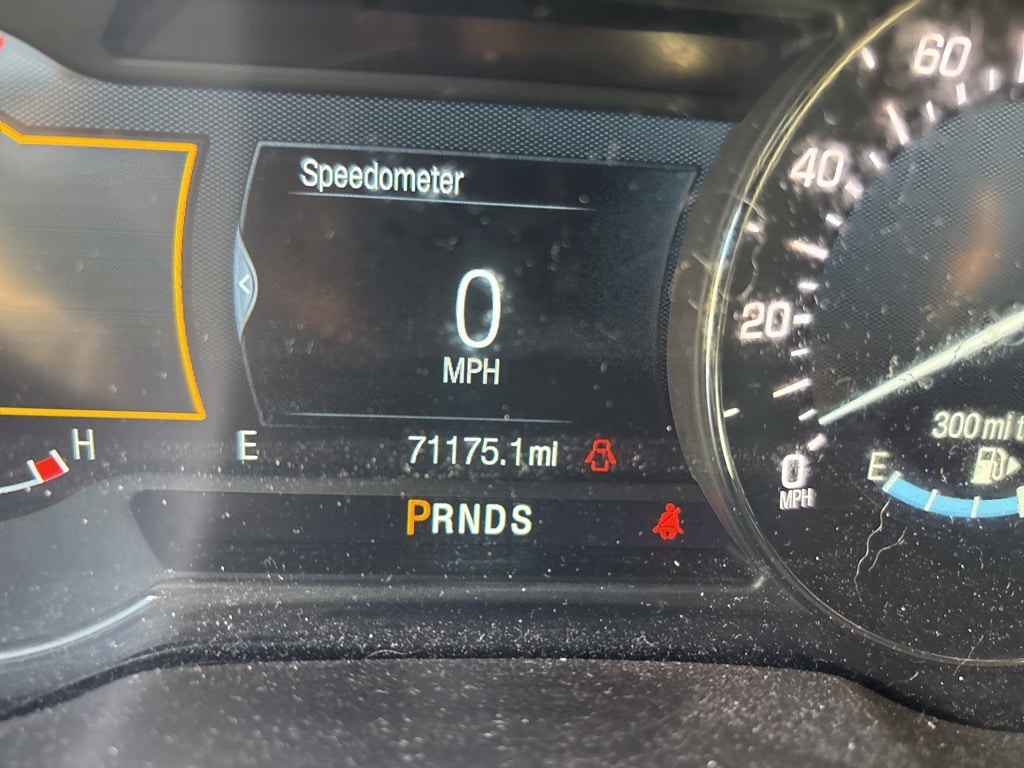 Speedometer
0
MPH
H
E
71175.1mi
PRNDS
60
40
20
0
MPH
300 mi t
E